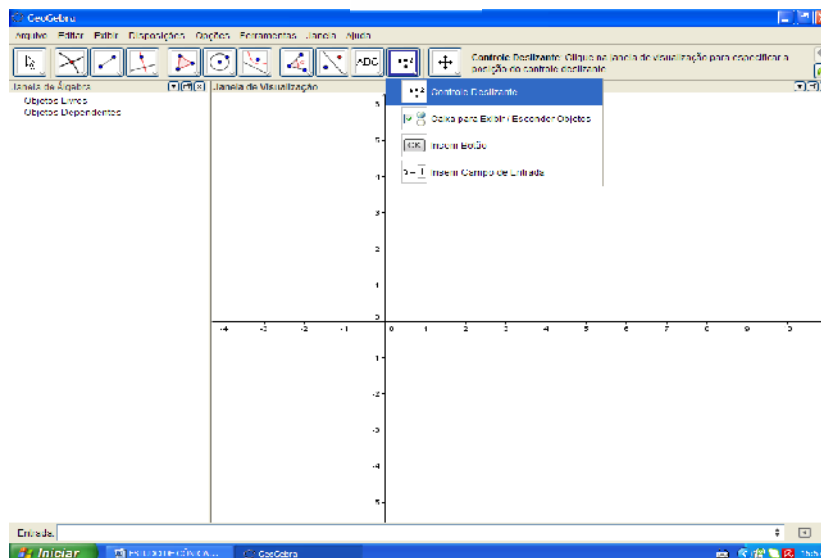 GeoGebra
Arquivo Editar Exibir Disposições Opções Ferramentas Janela Ajuda
ABC
a=2
Controle Deslizante: Clique na janela de visualização para especificar a
posição do controle deslizante
Janela de Álgebra
Janela de Visualização
Objetos Livres
Objetos Dependentes
Controle Deslizante
Caixa para Exibir / Esconder Objetos
OK Inserir Botão
Inserir Campo de Entrada
5
4
3
2
1
0
-4 -3 -2 -1 0 1 2 3 4 5 6 7 8 9
-1
-2
-3
-4
-5
Entrada:
Iniciar
GeoGebra